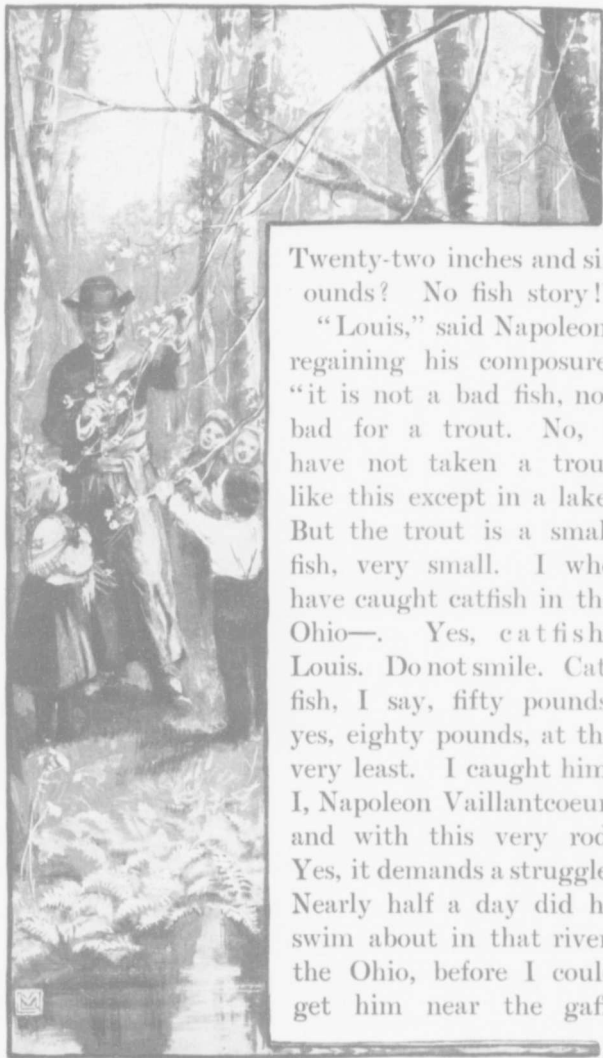 Twenty-two inches and si
ounds? No fish story!
“Louis,” said Napoleon
regaining his composure
“it is not a bad fish, no
bad for a trout. No,
have not taken a trou
like this except in a lake
But the trout is a smal
fish, very small. I who
have caught catfish in th
Ohio—. Yes, catfish
Louis. Do not smile. Cat
fish, I say, fifty pounds
yes, eighty pounds, at th
very least. I caught him
I, Napoleon Vaillantcoeur
and with this very rod
Yes, it demands a struggle
Nearly half a day did h
swim about in that river
the Ohio, before I coul
get him near the gaff